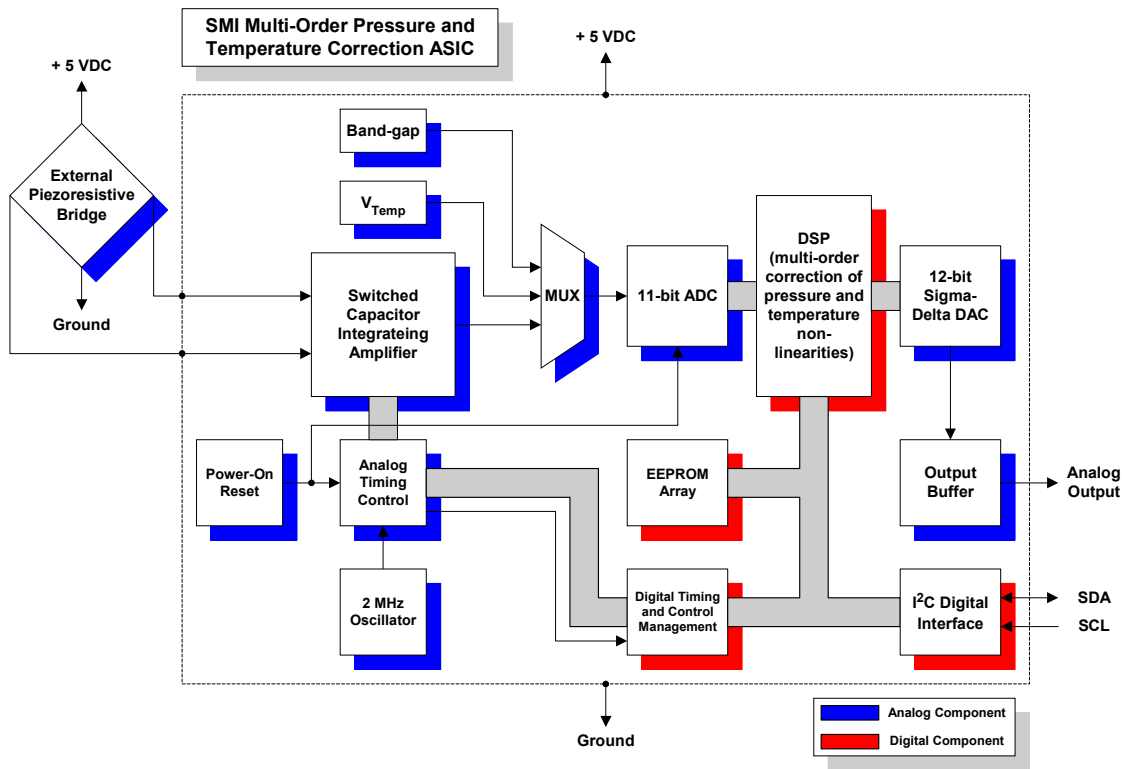 SMI Multi-Order Pressure and
Temperature Correction ASIC
+ 5 VDC
+ 5 VDC
External
Piezoresistive
Bridge
Ground
Band-gap
V_Temp
Switched
Capacitor
Integrateing
Amplifier
MUX
11-bit ADC
DSP
(multi-order
correction of
pressure and
temperature
non-
linearities)
12-bit
Sigma-
Delta DAC
Power-On
Reset
Analog
Timing
Control
EEPROM
Array
Output
Buffer
Analog
Output
2 MHz
Oscillator
Digital Timing
and Control
Management
I²C Digital
Interface
SDA
SCL
Ground
Analog Component
Digital Component